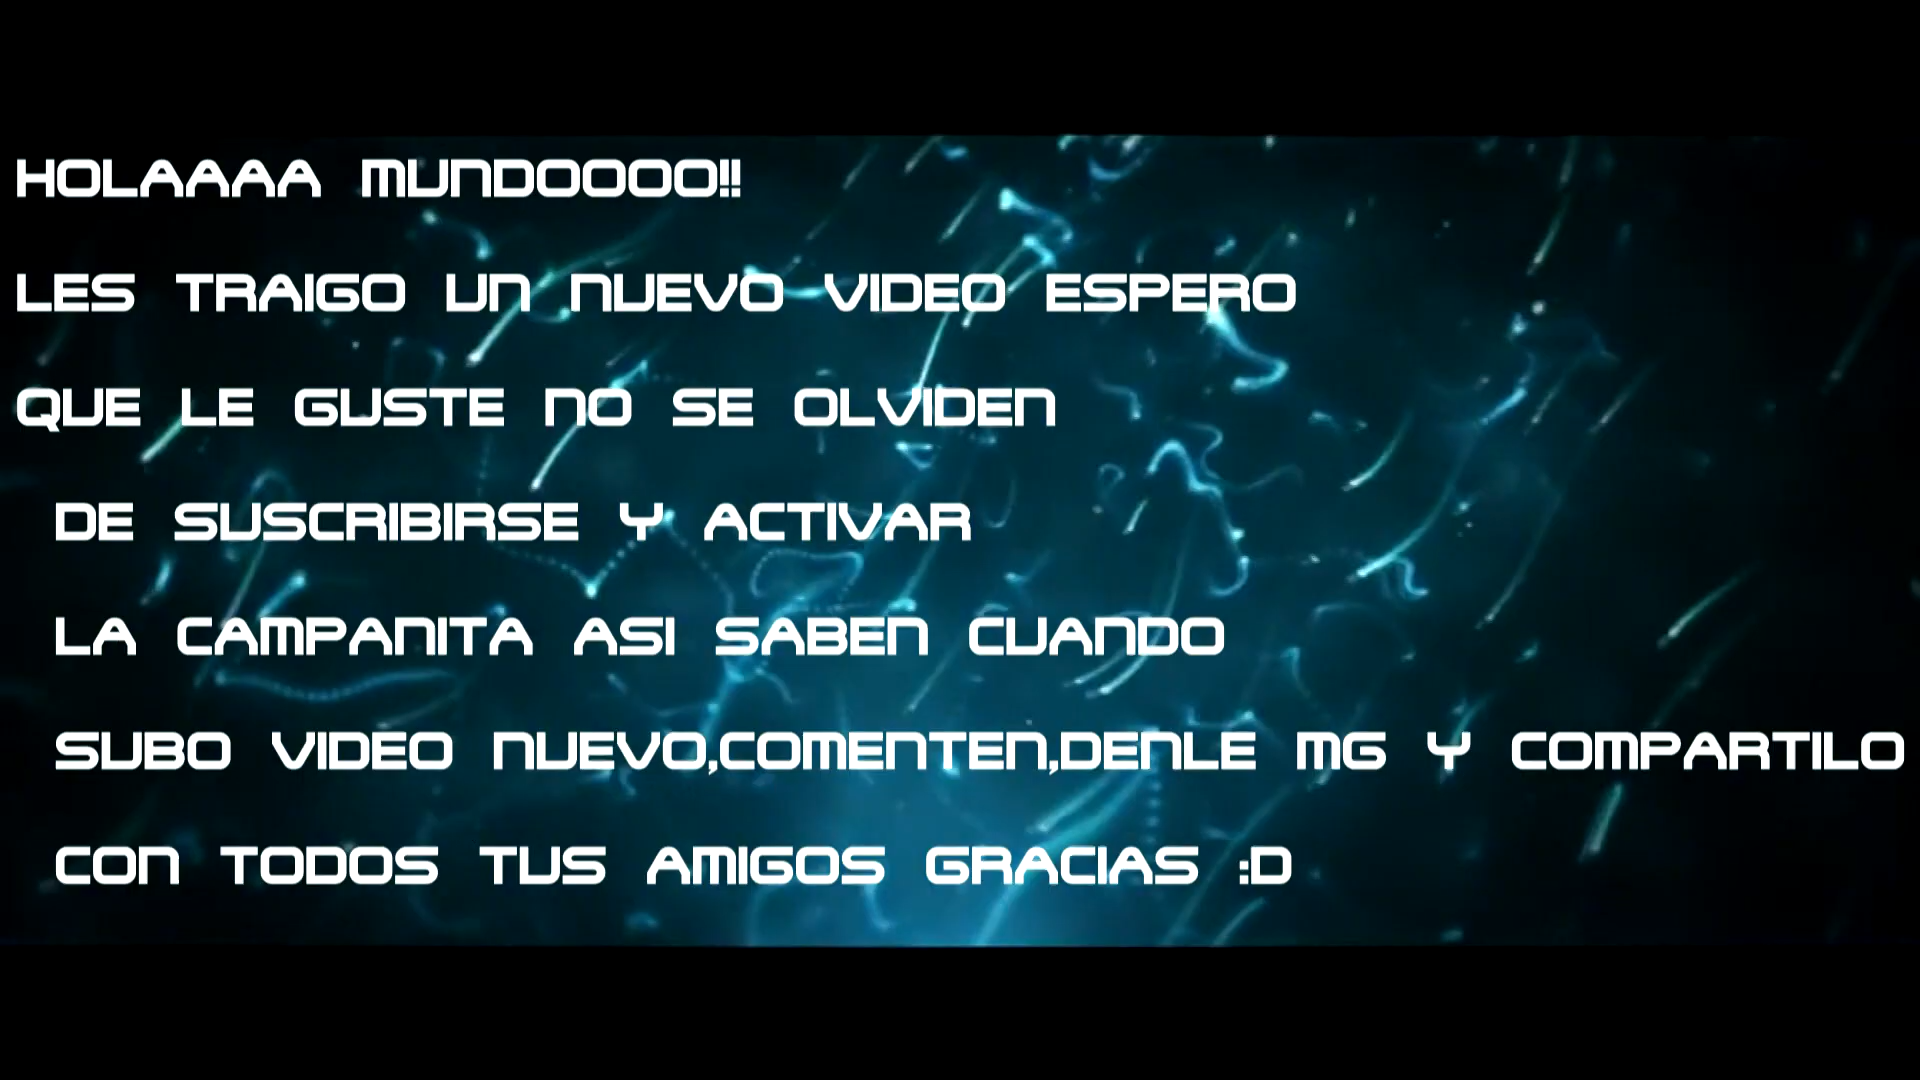 HOLAAAA MUNDOOOO!!
LES TRAIGO UN NUEVO VIDEO ESPERO
QUE LE GUSTE NO SE OLVIDEN
DE SUSCRIBIRSE Y ACTIVAR
LA CAMPANITA ASI SABEN CUANDO
SUBO VIDEO NUEVO,COMENTEN,DENLE MG Y COMPARTILO
CON TODOS TUS AMIGOS GRACIAS :D